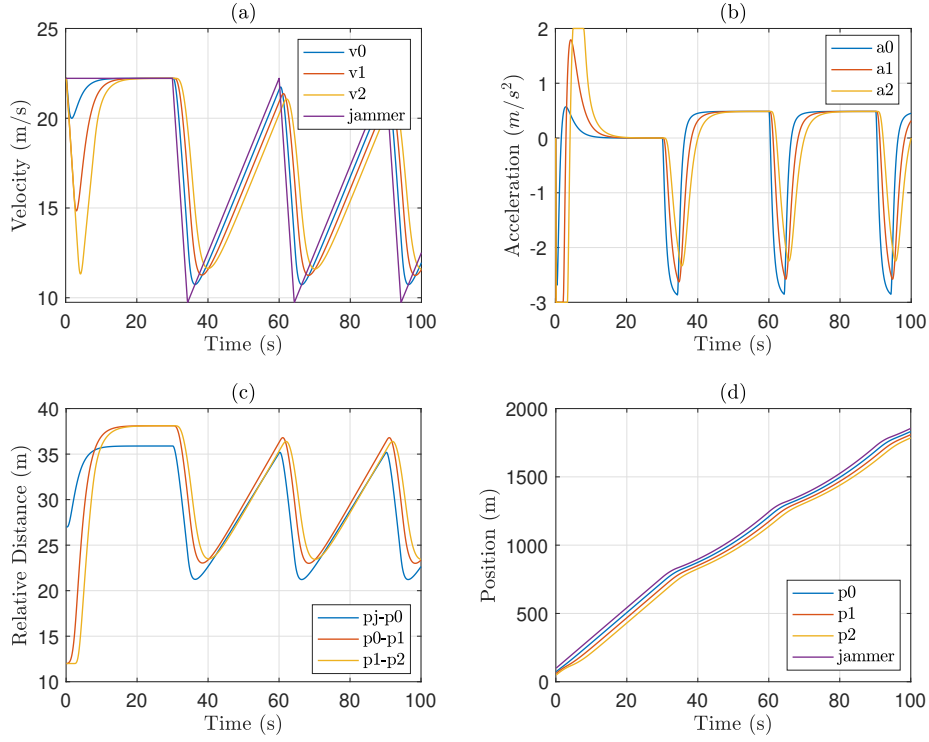 (a)
25
20
15
10
Velocity (m/s)
v0
v1
v2
jammer
0 20 40 60 80 100
Time (s)
(b)
2
1
0
-1
-2
-3
Acceleration (m/s²)
a0
a1
a2
0 20 40 60 80 100
Time (s)
(c)
40
35
30
25
20
15
10
Relative Distance (m)
pj-p0
p0-p1
p1-p2
0 20 40 60 80 100
Time (s)
(d)
2000
1500
1000
500
0
Position (m)
p0
p1
p2
jammer
0 20 40 60 80 100
Time (s)